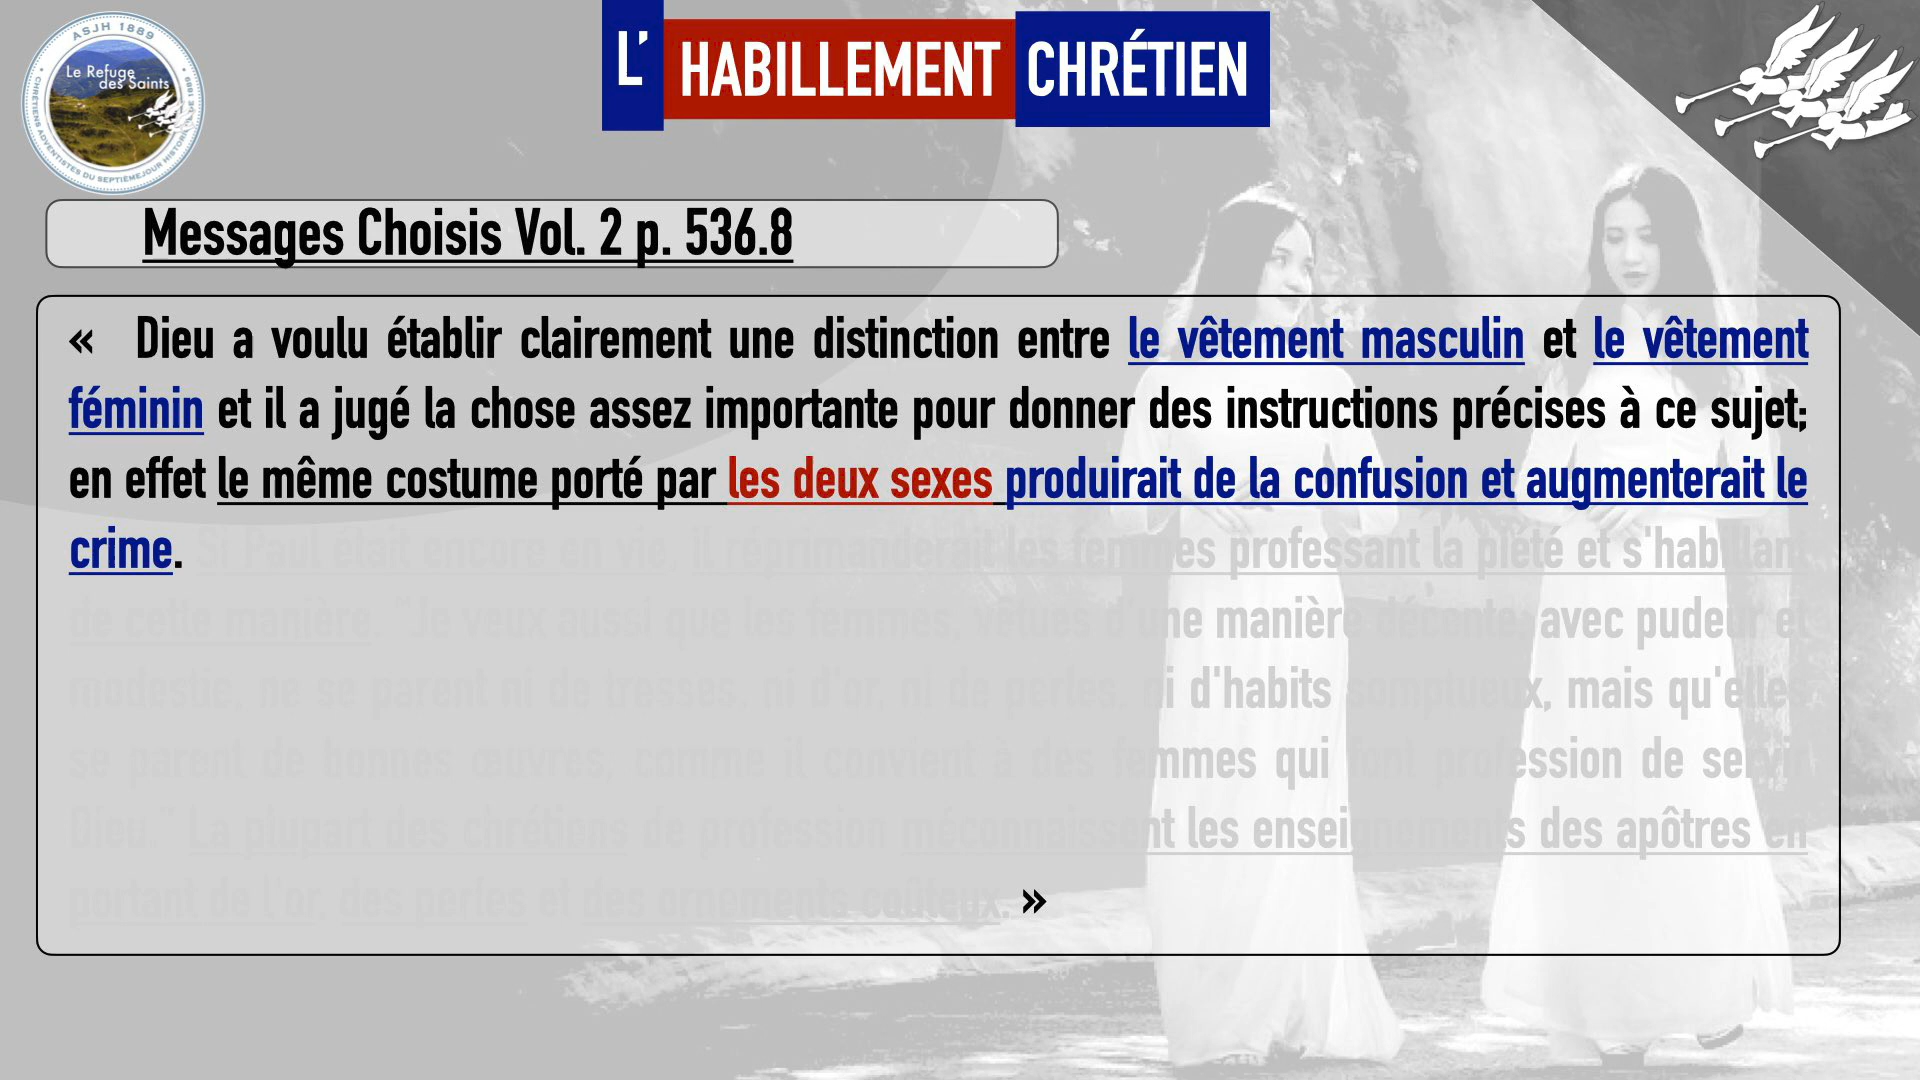 ASJH 1889
Le Refuge
des Saints
CHRÉTIENS ADVENTISTES DU SEPTIÈME JOUR HISTORIQUE 1889
L'HABILLEMENT CHRÉTIEN
Messages Choisis Vol. 2 p. 536.8
« Dieu a voulu établir clairement une distinction entre le vêtement masculin et le vêtement
féminin et il a jugé la chose assez importante pour donner des instructions précises à ce sujet;
en effet le même costume porté par les deux sexes produirait de la confusion et augmenterait le
crime. Si Paul était encore en vie, il réprimanderait les femmes professant la piété et s'habillant
de cette manière. "Je veux aussi que les femmes, vêtues d'une manière décente, avec pudeur et
modestie, ne se parent ni de tresses, ni d'or, ni de perles, ni d'habits somptueux, mais qu'elles
se parent de bonnes œuvres, comme il convient à des femmes qui font profession de servir
Dieu." La plupart des chrétiens de profession méconnaissent les enseignements des apôtres en
portant de l'or, des perles et des ornements coûteux. »